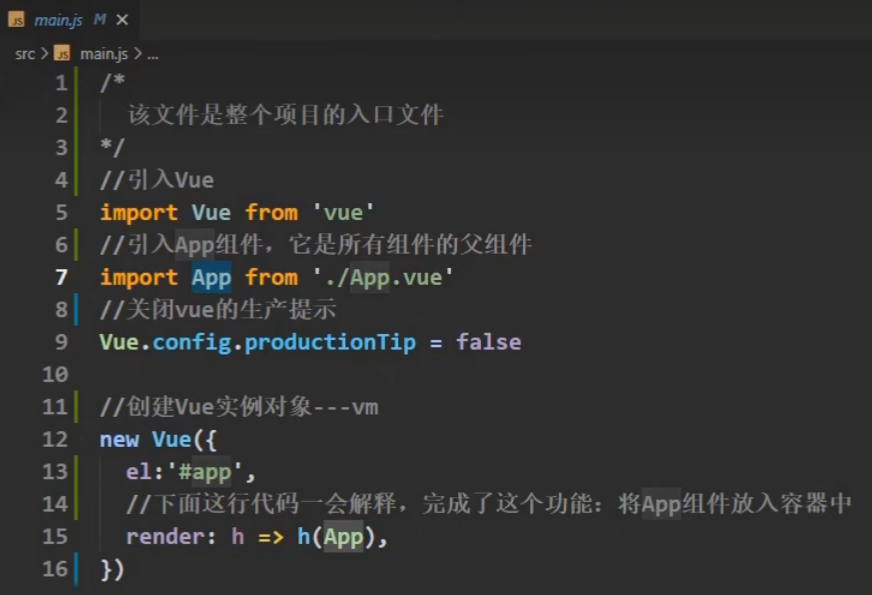 JS main.js M ×
src > JS main.js > ...
1 /*
2 该文件是整个项目的入口文件
3 */
4 //引入Vue
5 import Vue from 'vue'
6 //引入App组件，它是所有组件的父组件
7 import App from './App.vue'
8 //关闭vue的生产提示
9 Vue.config.productionTip = false
10
11 //创建Vue实例对象---vm
12 new Vue({
13 el:'#app',
14 //下面这行代码一会解释，完成了这个功能：将App组件放入容器中
15 render: h => h(App),
16 })